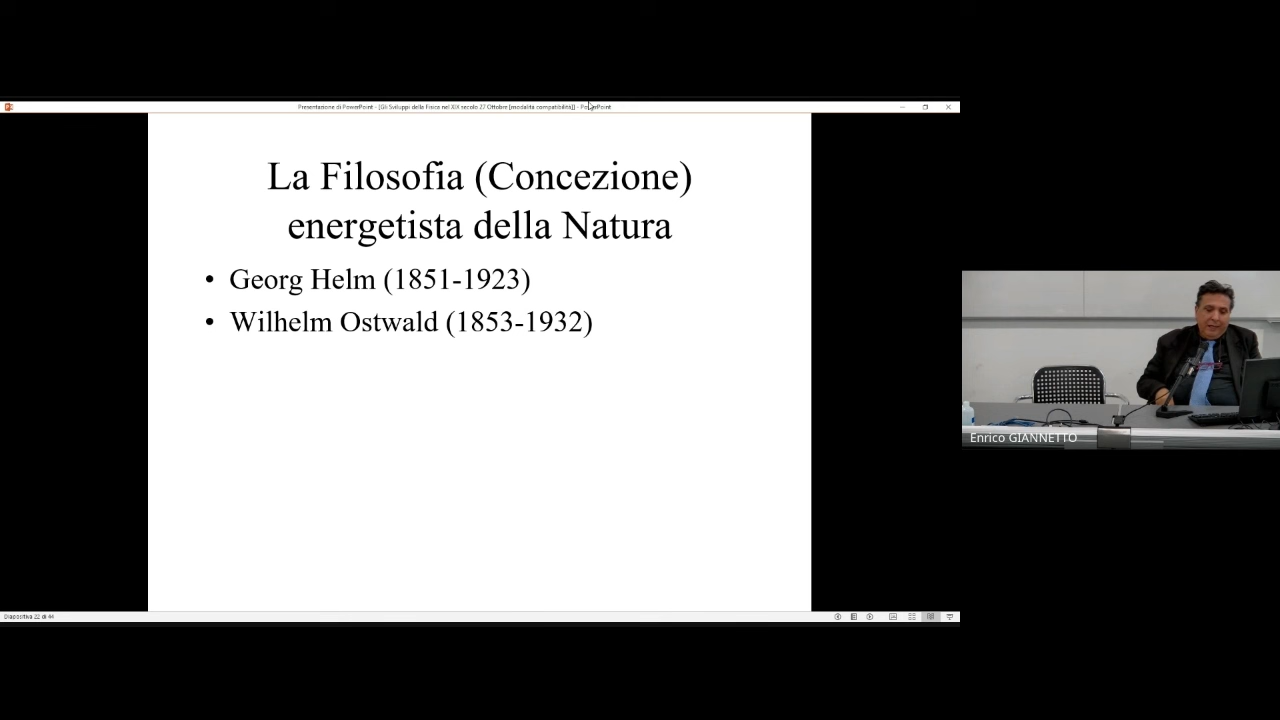 Presentazione di PowerPoint - [Gli Sviluppi della Fisica nel XIX secolo 27 Ottobre [modalità compatibilità]] - PowerPoint
La Filosofia (Concezione)
energetista della Natura
• Georg Helm (1851-1923)
• Wilhelm Ostwald (1853-1932)
Enrico GIANNETTO
Diapositiva 22 di 44